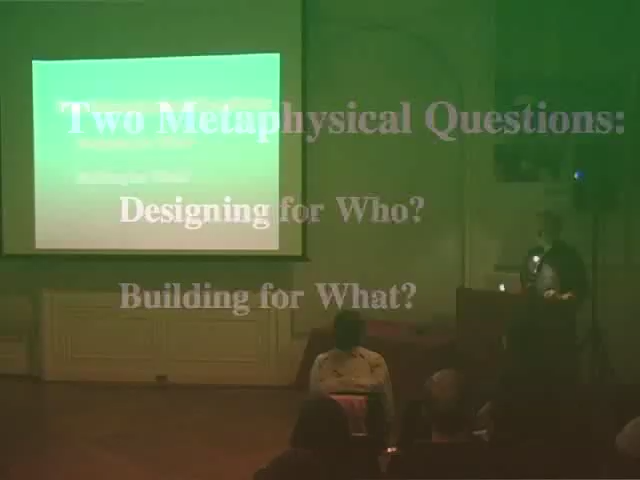 Two Metaphysical Questions:
Designing for Who?
Building for What?